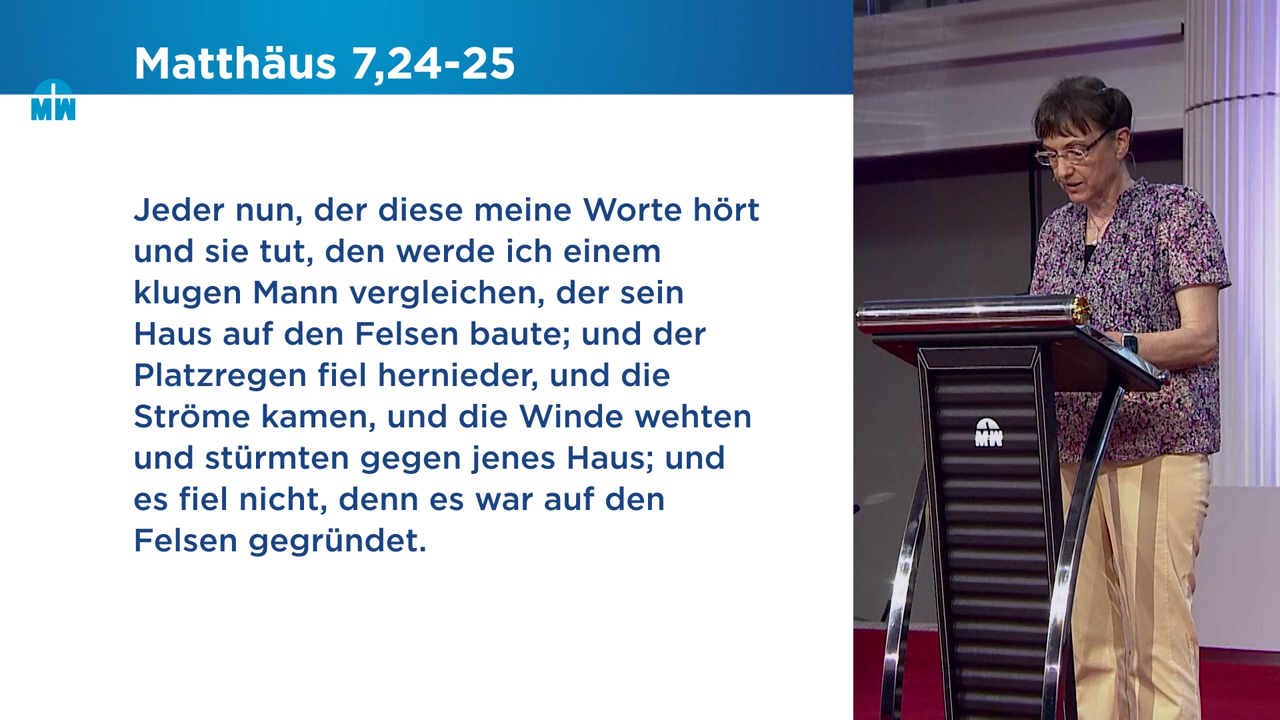 Matthäus 7,24-25
MW
Jeder nun, der diese meine Worte hört
und sie tut, den werde ich einem
klugen Mann vergleichen, der sein
Haus auf den Felsen baute; und der
Platzregen fiel hernieder, und die
Ströme kamen, und die Winde wehten
und stürmten gegen jenes Haus; und
es fiel nicht, denn es war auf den
Felsen gegründet.
MW